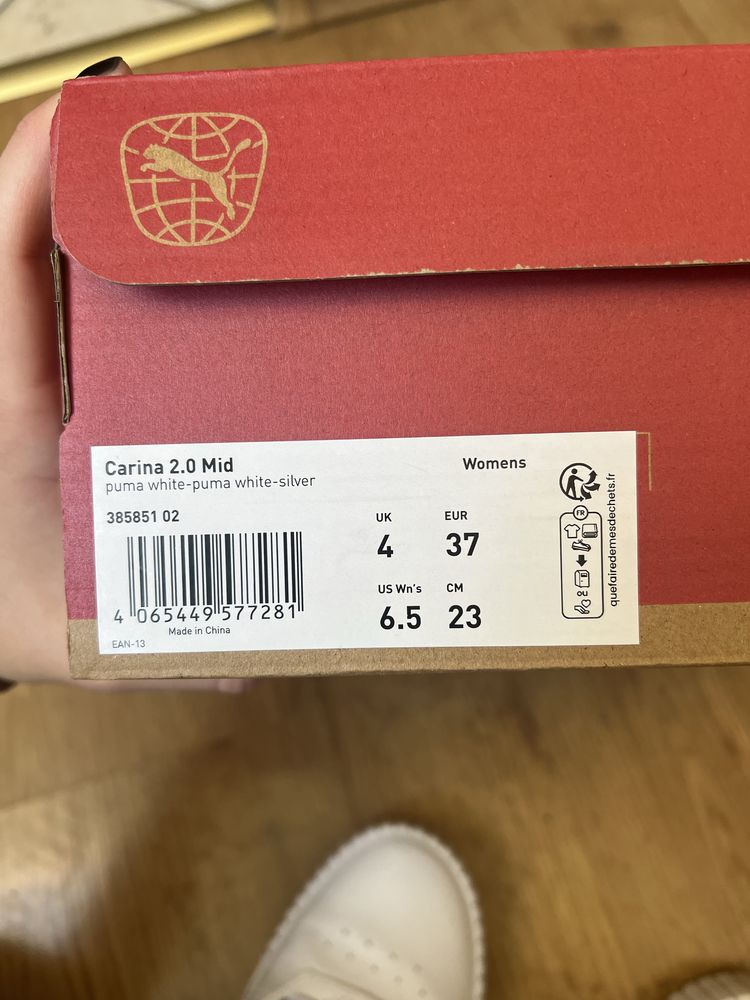 Carina 2.0 Mid
Womens
puma white-puma white-silver
385851 02
UK
EUR
4
37
US Wn's
CM
6.5
23
4 065449 577281
Made in China
EAN-13
FR
quefairedemesdechets.fr